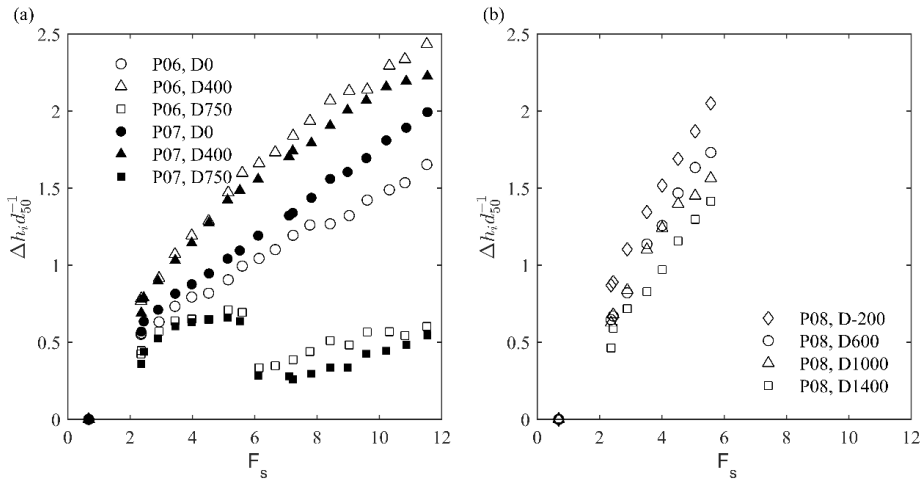 (a)
2.5
2
1.5
1
0.5
0
Δh_i d_50^-1
P06, D0
P06, D400
P06, D750
P07, D0
P07, D400
P07, D750
0 2 4 6 8 10 12
F_s
(b)
2.5
2
1.5
1
0.5
0
Δh_i d_50^-1
P08, D-200
P08, D600
P08, D1000
P08, D1400
0 2 4 6 8 10 12
F_s